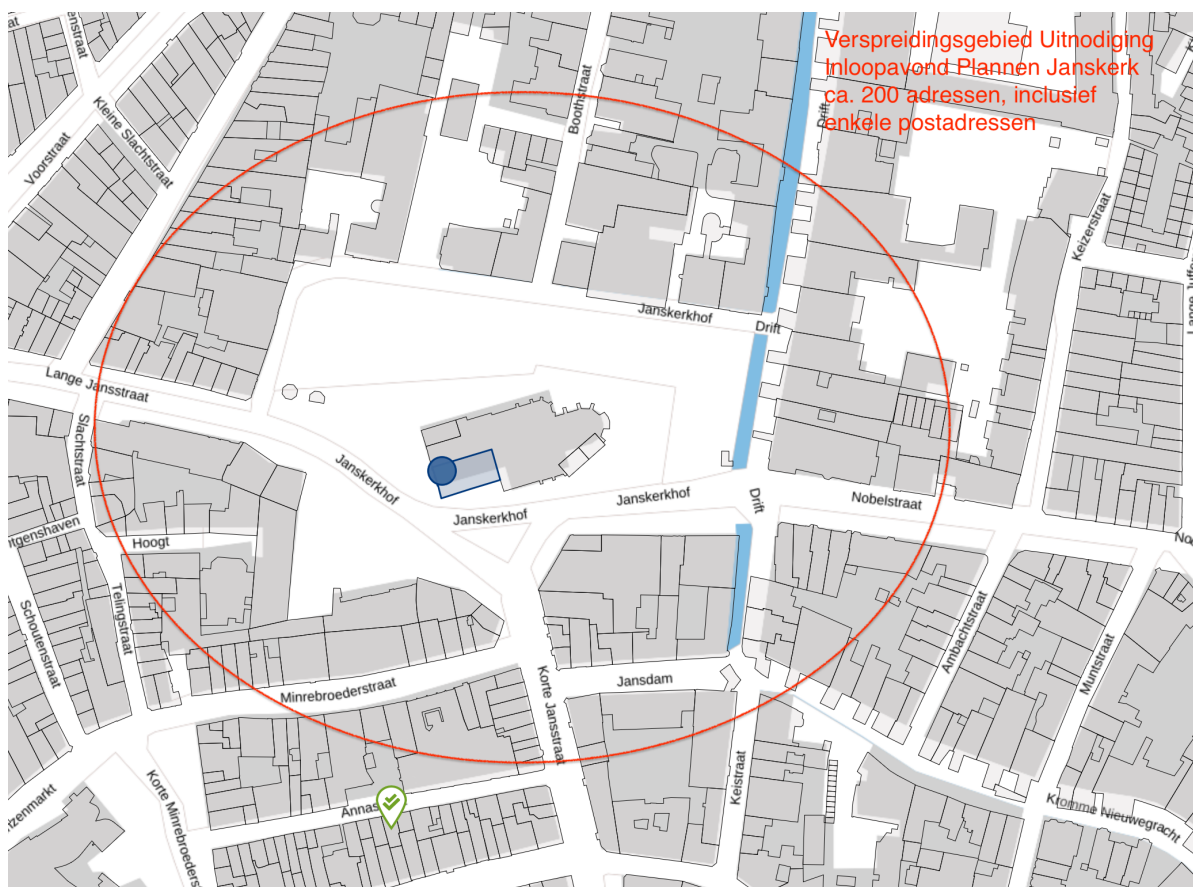 Verspreidingsgebied Uitnodiging
Inloopavond Plannen Janskerk
ca. 200 adressen, inclusief
enkele postadressen
Voorstraat
Kleine Slachtstraat
Boothstraat
Drift
Keizerstraat
Janskerkhof
Drift
Lange Jansstraat
Slachtstraat
Janskerkhof
Janskerkhof
Janskerkhof
Drift
Nobelstraat
Hoogt
Telingstraat
Schoutenstraat
Minrebroederstraat
Korte Jansstraat
Jansdam
Keistraat
Ambachtstraat
Muntstraat
Kromme Nieuwegracht
Korte Minrebroeders
Annas